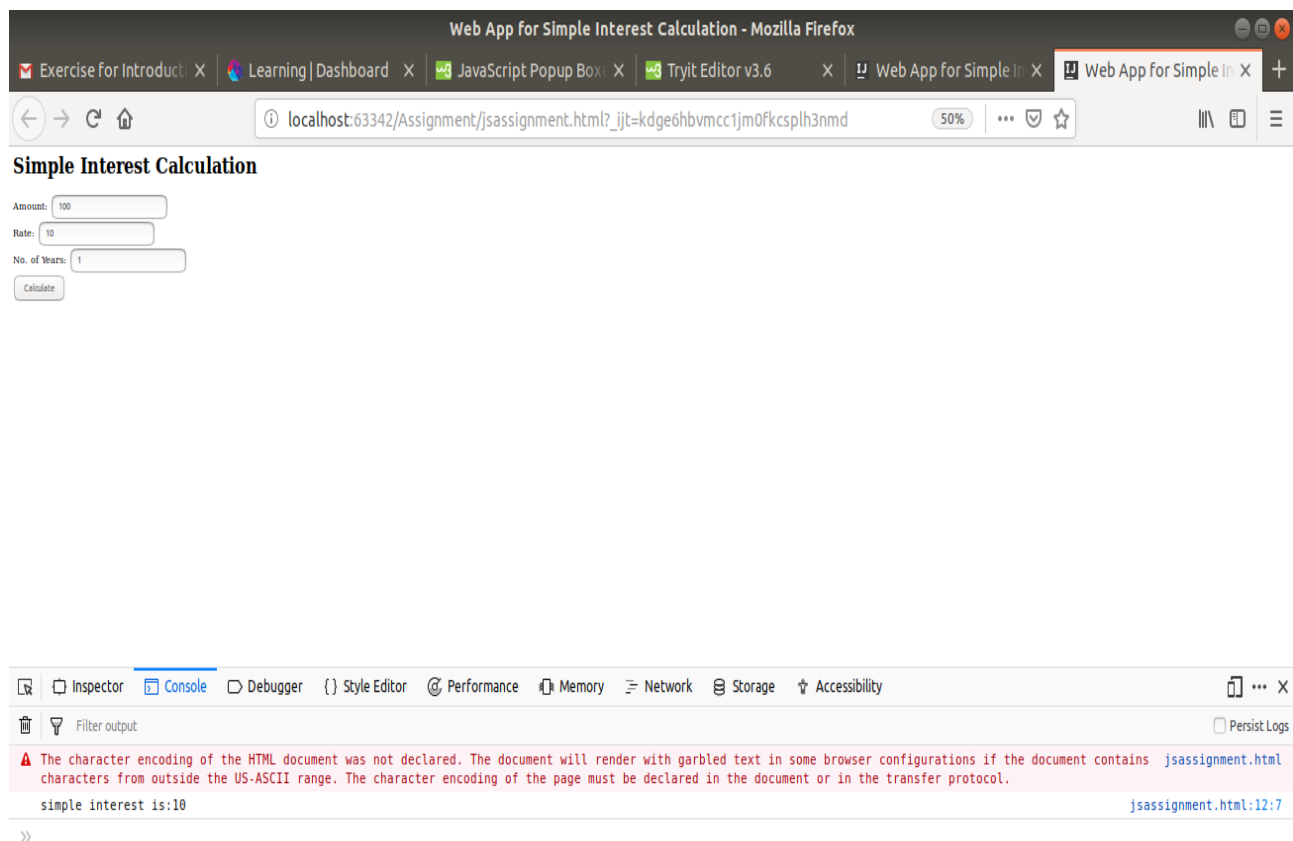 Web App for Simple Interest Calculation - Mozilla Firefox
Exercise for Introducti
Learning | Dashboard
JavaScript Popup Boxe
Tryit Editor v3.6
Web App for Simple In
Web App for Simple In
localhost:63342/Assignment/jsassignment.html?_ijt=kdge6hbvmcc1jm0fkcsplh3nmd 50%
Simple Interest Calculation
Amount: 100
Rate: 10
No. of Years: 1
Calculate
Inspector Console Debugger { } Style Editor Performance Memory Network Storage Accessibility
Filter output Persist Logs
The character encoding of the HTML document was not declared. The document will render with garbled text in some browser configurations if the document contains jsassignment.html
characters from outside the US-ASCII range. The character encoding of the page must be declared in the document or in the transfer protocol.
simple interest is:10 jsassignment.html:12:7